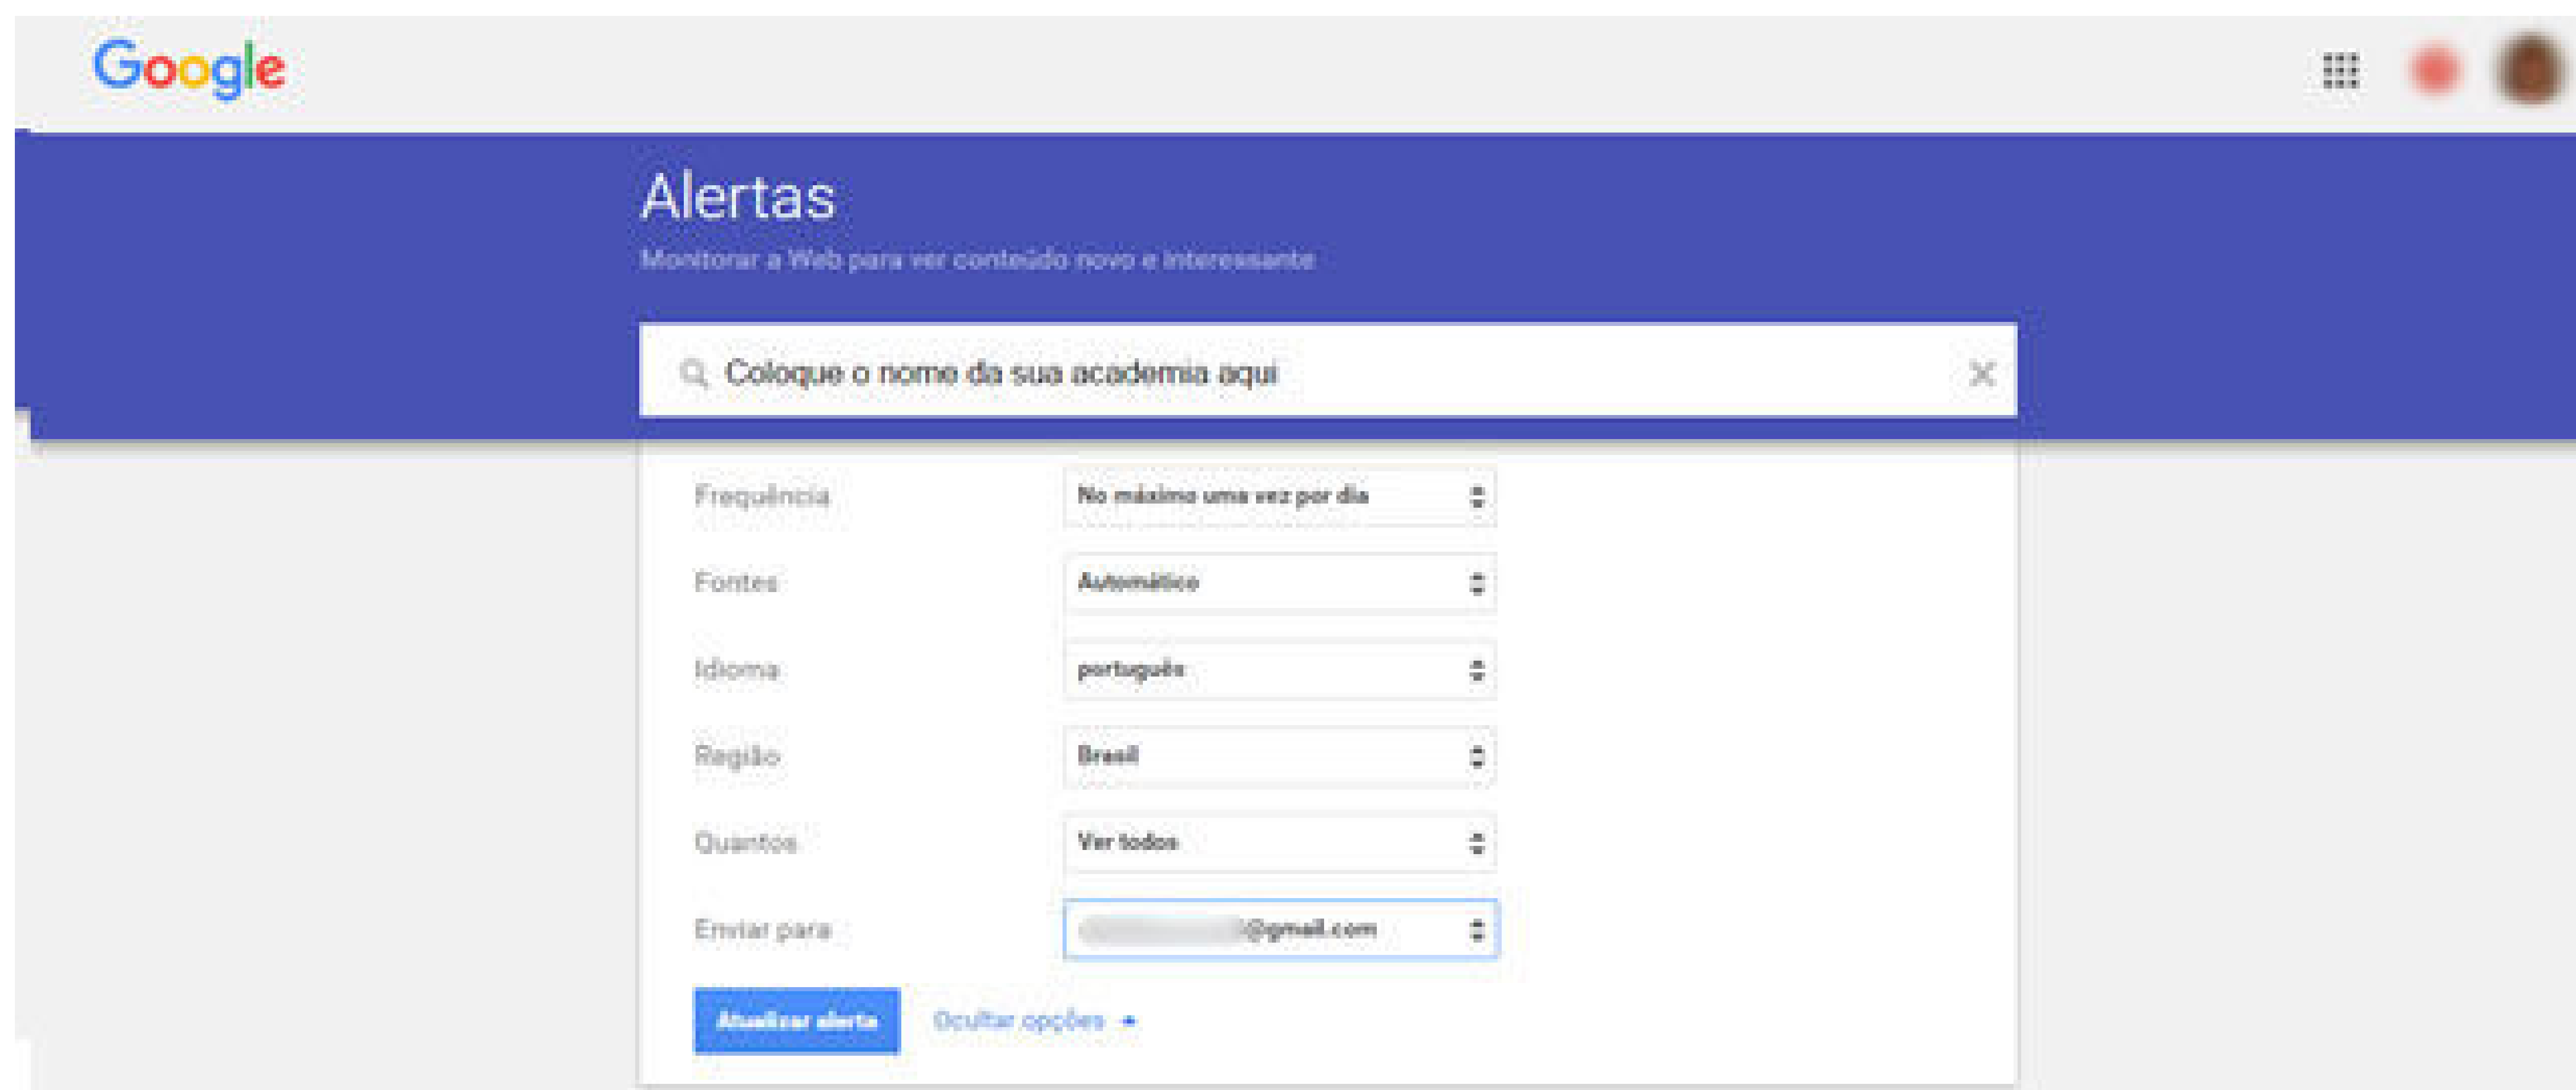 Google
Alertas
Monitorar a Web para ver conteúdo novo e interessante
Coloque o nome da sua academia aqui
Frequência No máximo uma vez por dia
Fontes Automático
Idioma português
Região Brasil
Quantos Ver todos
Enviar para @gmail.com
Atualizar alerta Ocultar opções